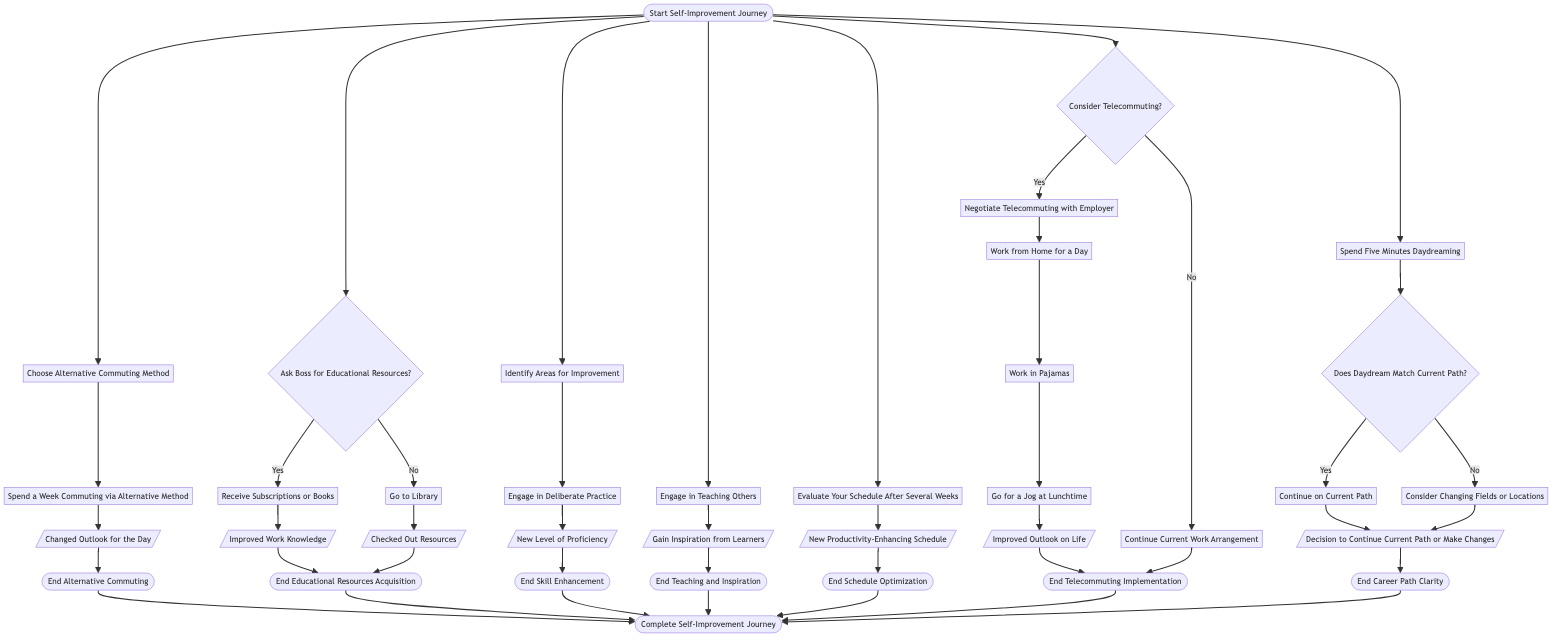 Start Self-Improvement Journey
Consider Telecommuting?
Yes
Negotiate Telecommuting with Employer
Work from Home for a Day
Spend Five Minutes Daydreaming
No
Choose Alternative Commuting Method
Ask Boss for Educational Resources?
Identify Areas for Improvement
Work in Pajamas
Does Daydream Match Current Path?
Yes
No
Yes
No
Spend a Week Commuting via Alternative Method
Receive Subscriptions or Books
Go to Library
Engage in Deliberate Practice
Engage in Teaching Others
Evaluate Your Schedule After Several Weeks
Go for a Jog at Lunchtime
Continue on Current Path
Consider Changing Fields or Locations
Changed Outlook for the Day
Improved Work Knowledge
Checked Out Resources
New Level of Proficiency
Gain Inspiration from Learners
New Productivity-Enhancing Schedule
Improved Outlook on Life
Continue Current Work Arrangement
Decision to Continue Current Path or Make Changes
End Alternative Commuting
End Educational Resources Acquisition
End Skill Enhancement
End Teaching and Inspiration
End Schedule Optimization
End Telecommuting Implementation
End Career Path Clarity
Complete Self-Improvement Journey